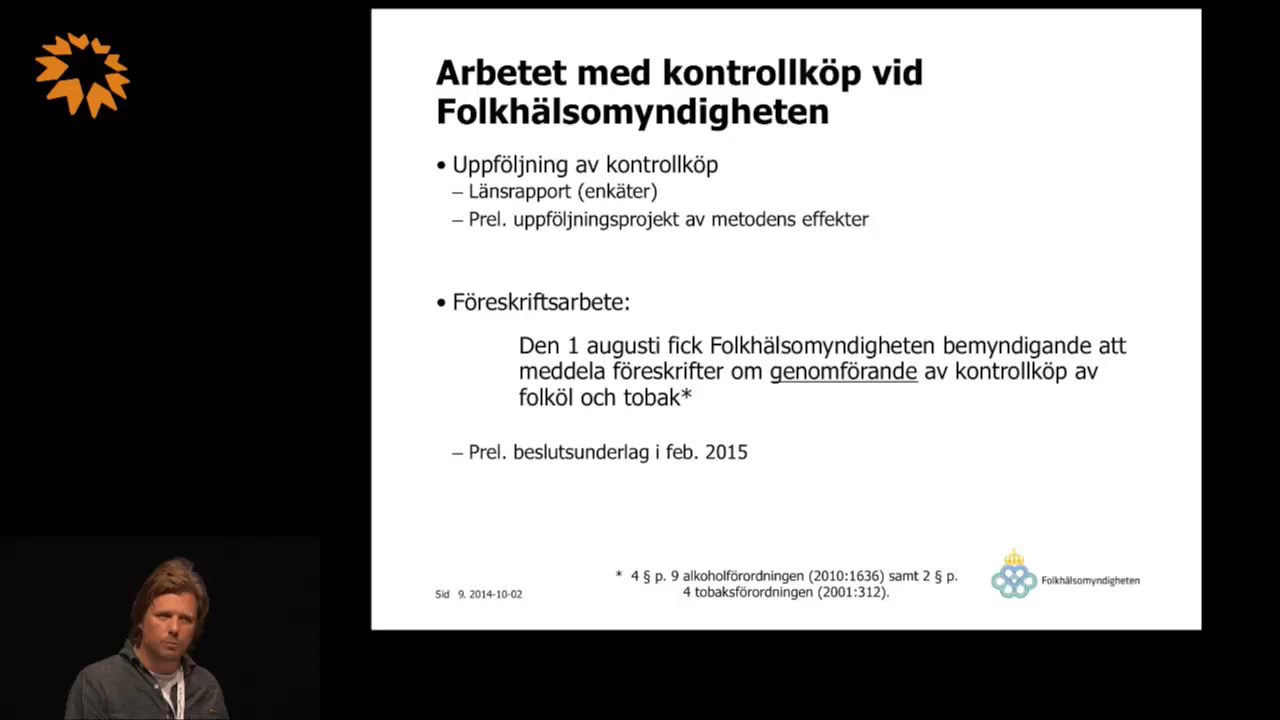 Arbetet med kontrollköp vid
Folkhälsomyndigheten
• Uppföljning av kontrollköp
– Länsrapport (enkäter)
– Prel. uppföljningsprojekt av metodens effekter
• Föreskriftsarbete:
Den 1 augusti fick Folkhälsomyndigheten bemyndigande att
meddela föreskrifter om genomförande av kontrollköp av
folköl och tobak*
– Prel. beslutsunderlag i feb. 2015
* 4 § p. 9 alkoholförordningen (2010:1636) samt 2 § p.
4 tobaksförordningen (2001:312).
Sid 9. 2014-10-02
Folkhälsomyndigheten